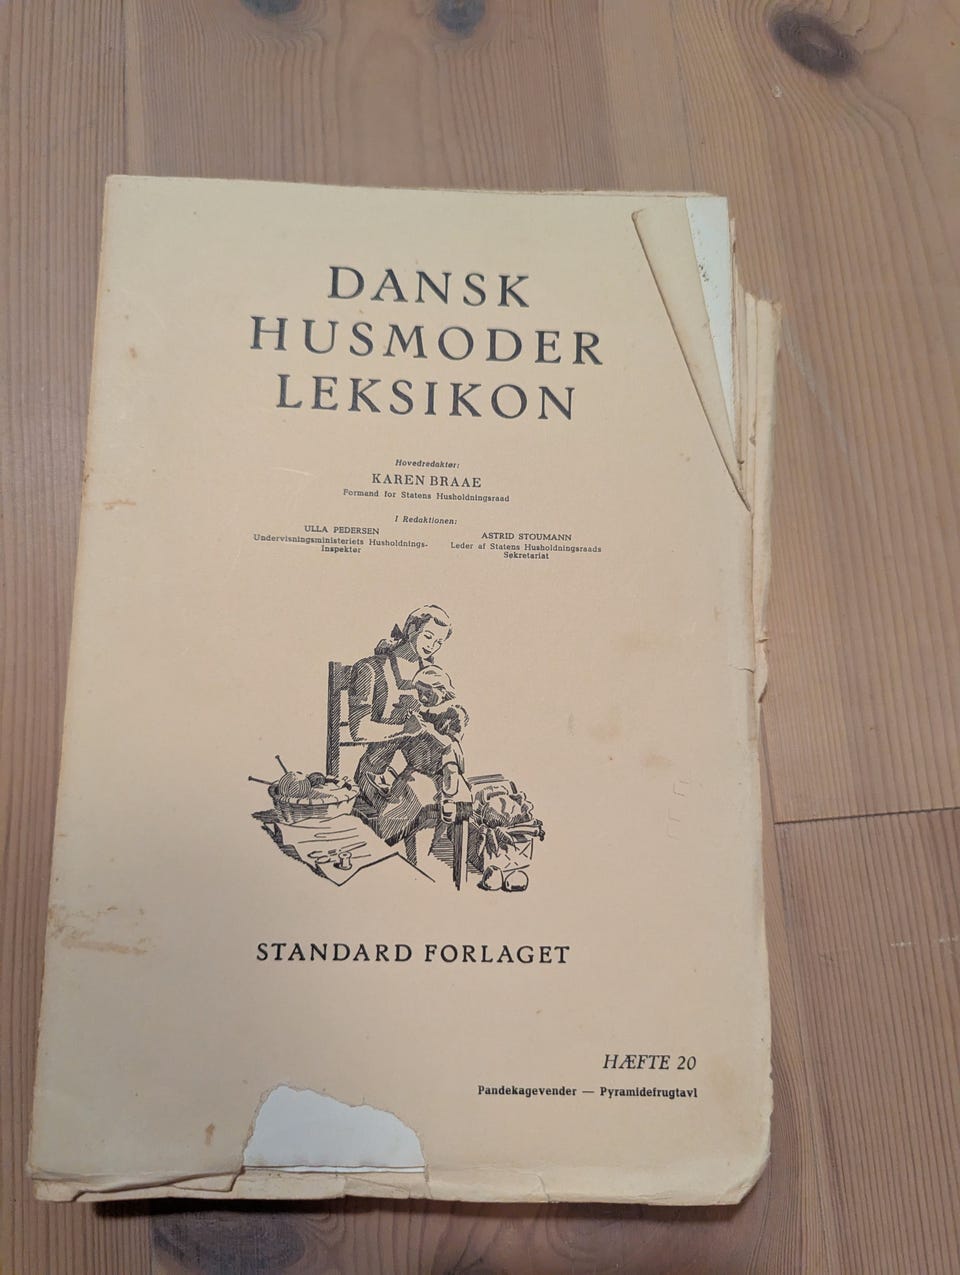 DANSK
HUSMODER
LEKSIKON
Hovedredaktør:
KAREN BRAAE
Formand for Statens Husholdningsraad
I Redaktionen:
ULLA PEDERSEN
Undervisningsministeriets Husholdnings-
Inspektør
ASTRID STOUMANN
Leder af Statens Husholdningsraads
Sekretariat
STANDARD FORLAGET
HÆFTE 20
Pandekagevender — Pyramidefrugtavl